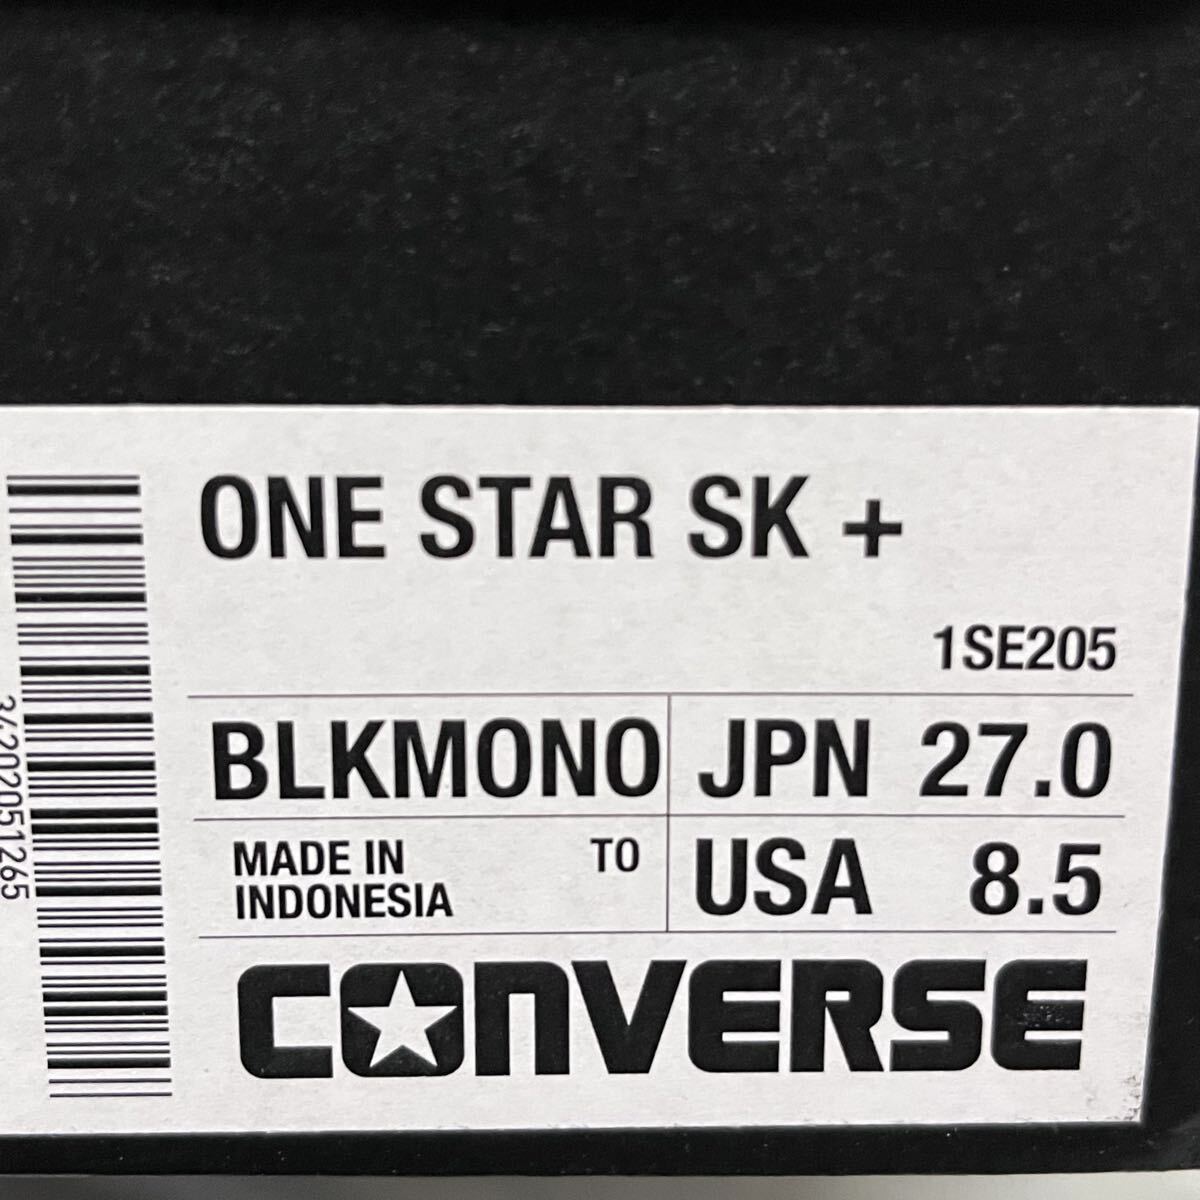 ONE STAR SK +
1SE205
BLKMONO JPN 27.0
MADE IN INDONESIA TO USA 8.5
CONVERSE